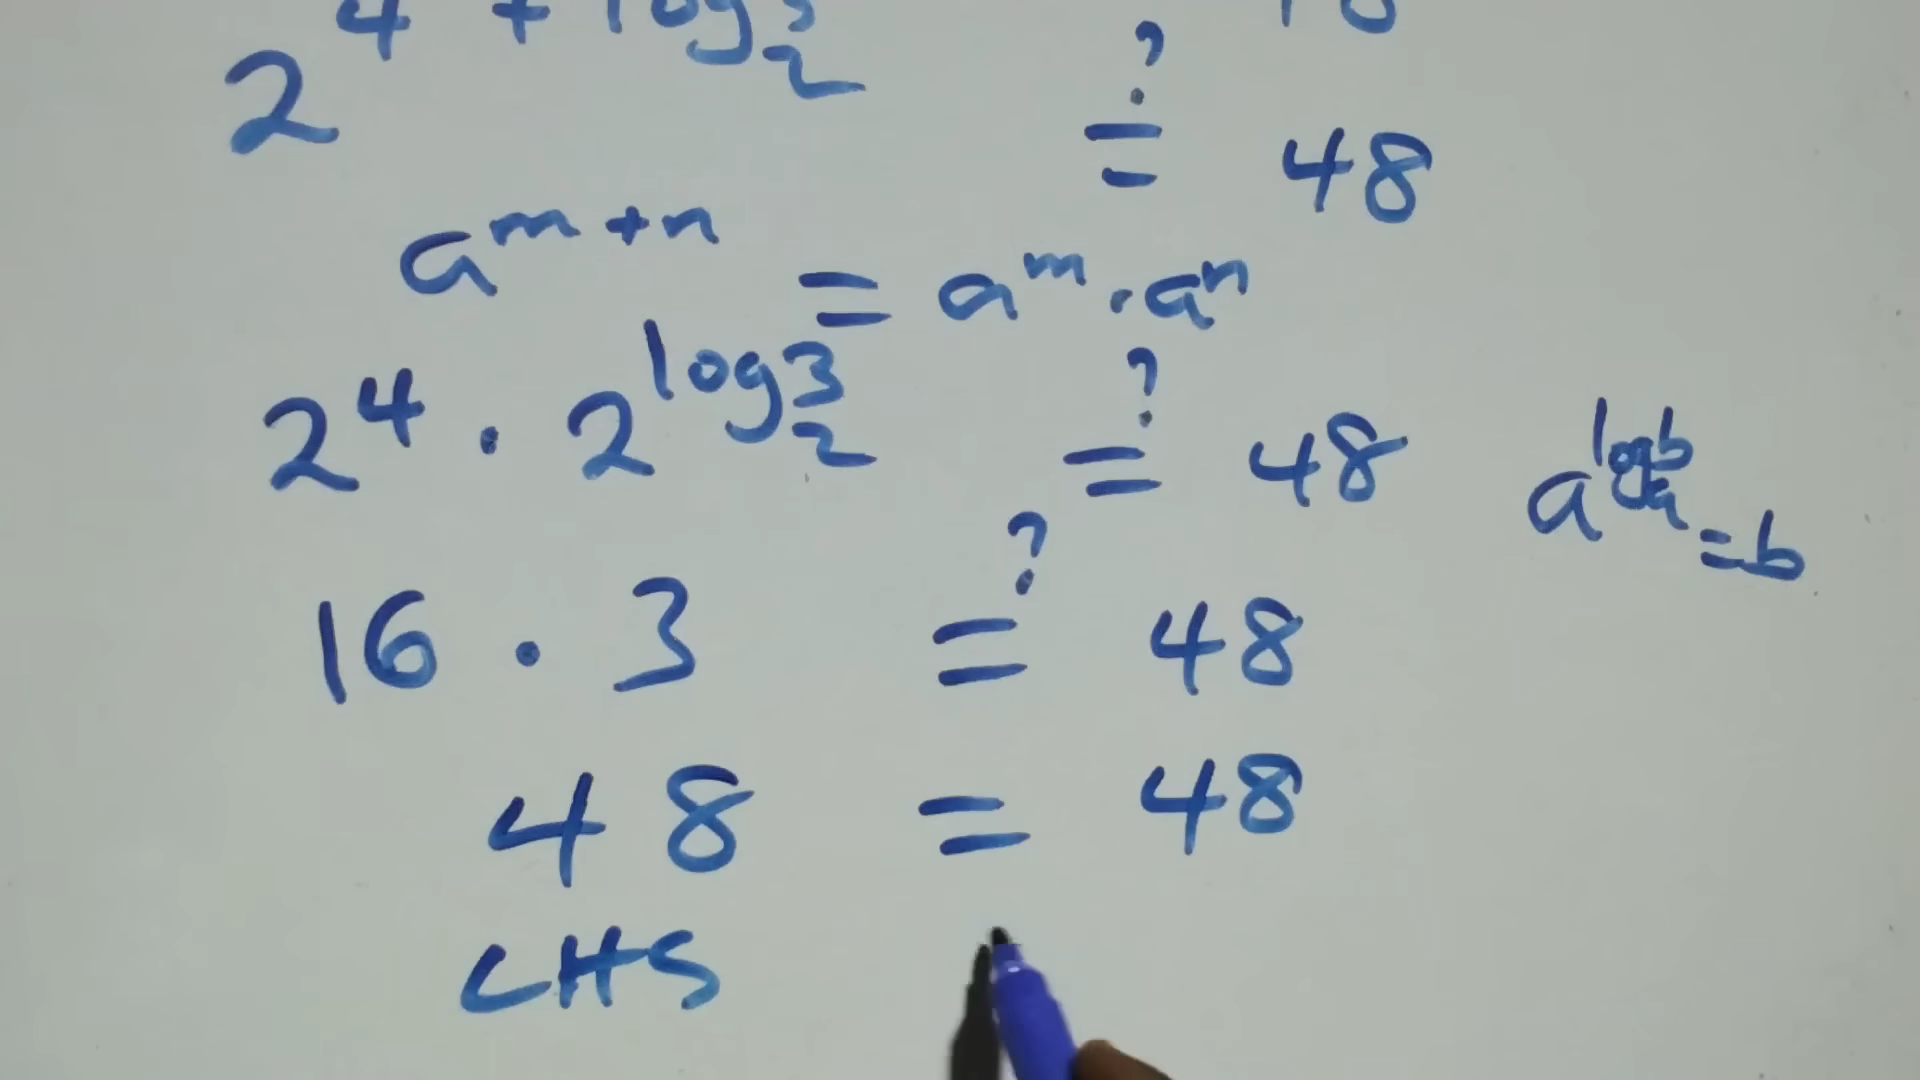 2^{4 + log_2 3} =? 48
a^{m+n} = a^m · a^n
2^4 · 2^{log_2 3} =? 48
a^{log_a b} = b
16 · 3 =? 48
48 = 48
LHS